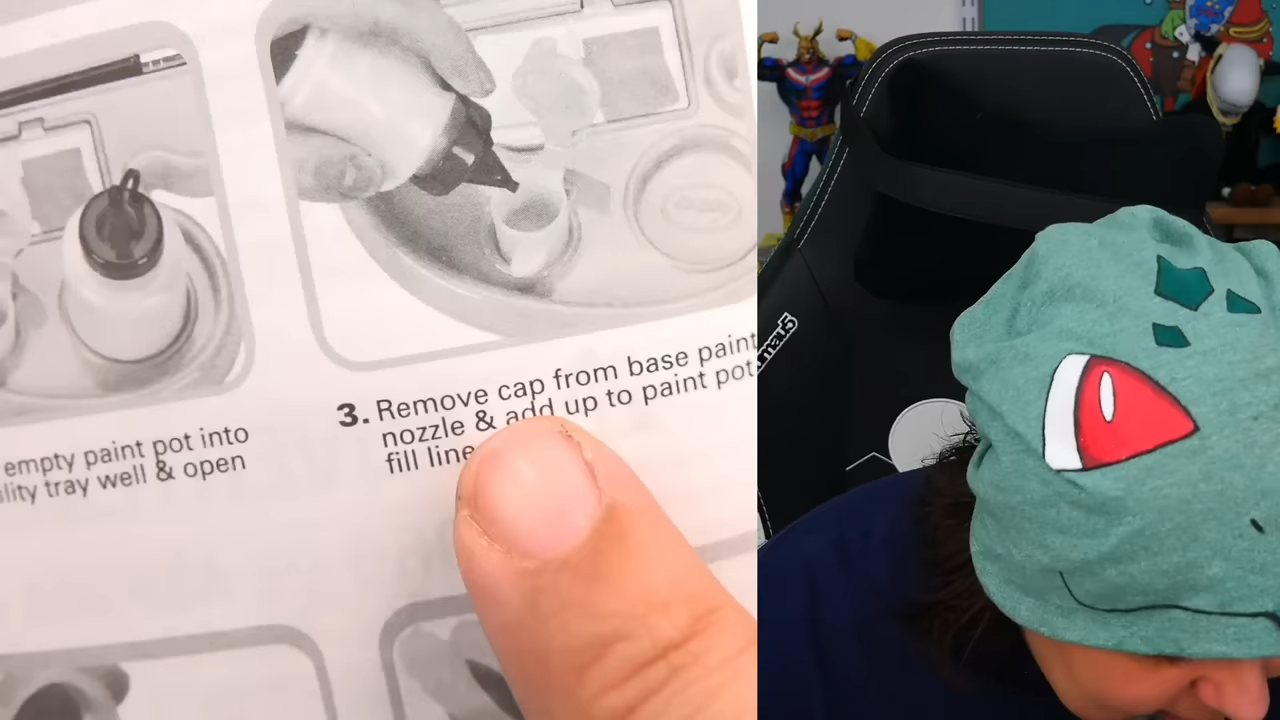 empty paint pot into
tray well & open
3. Remove cap from base paint
nozzle & add up to paint pot
fill line